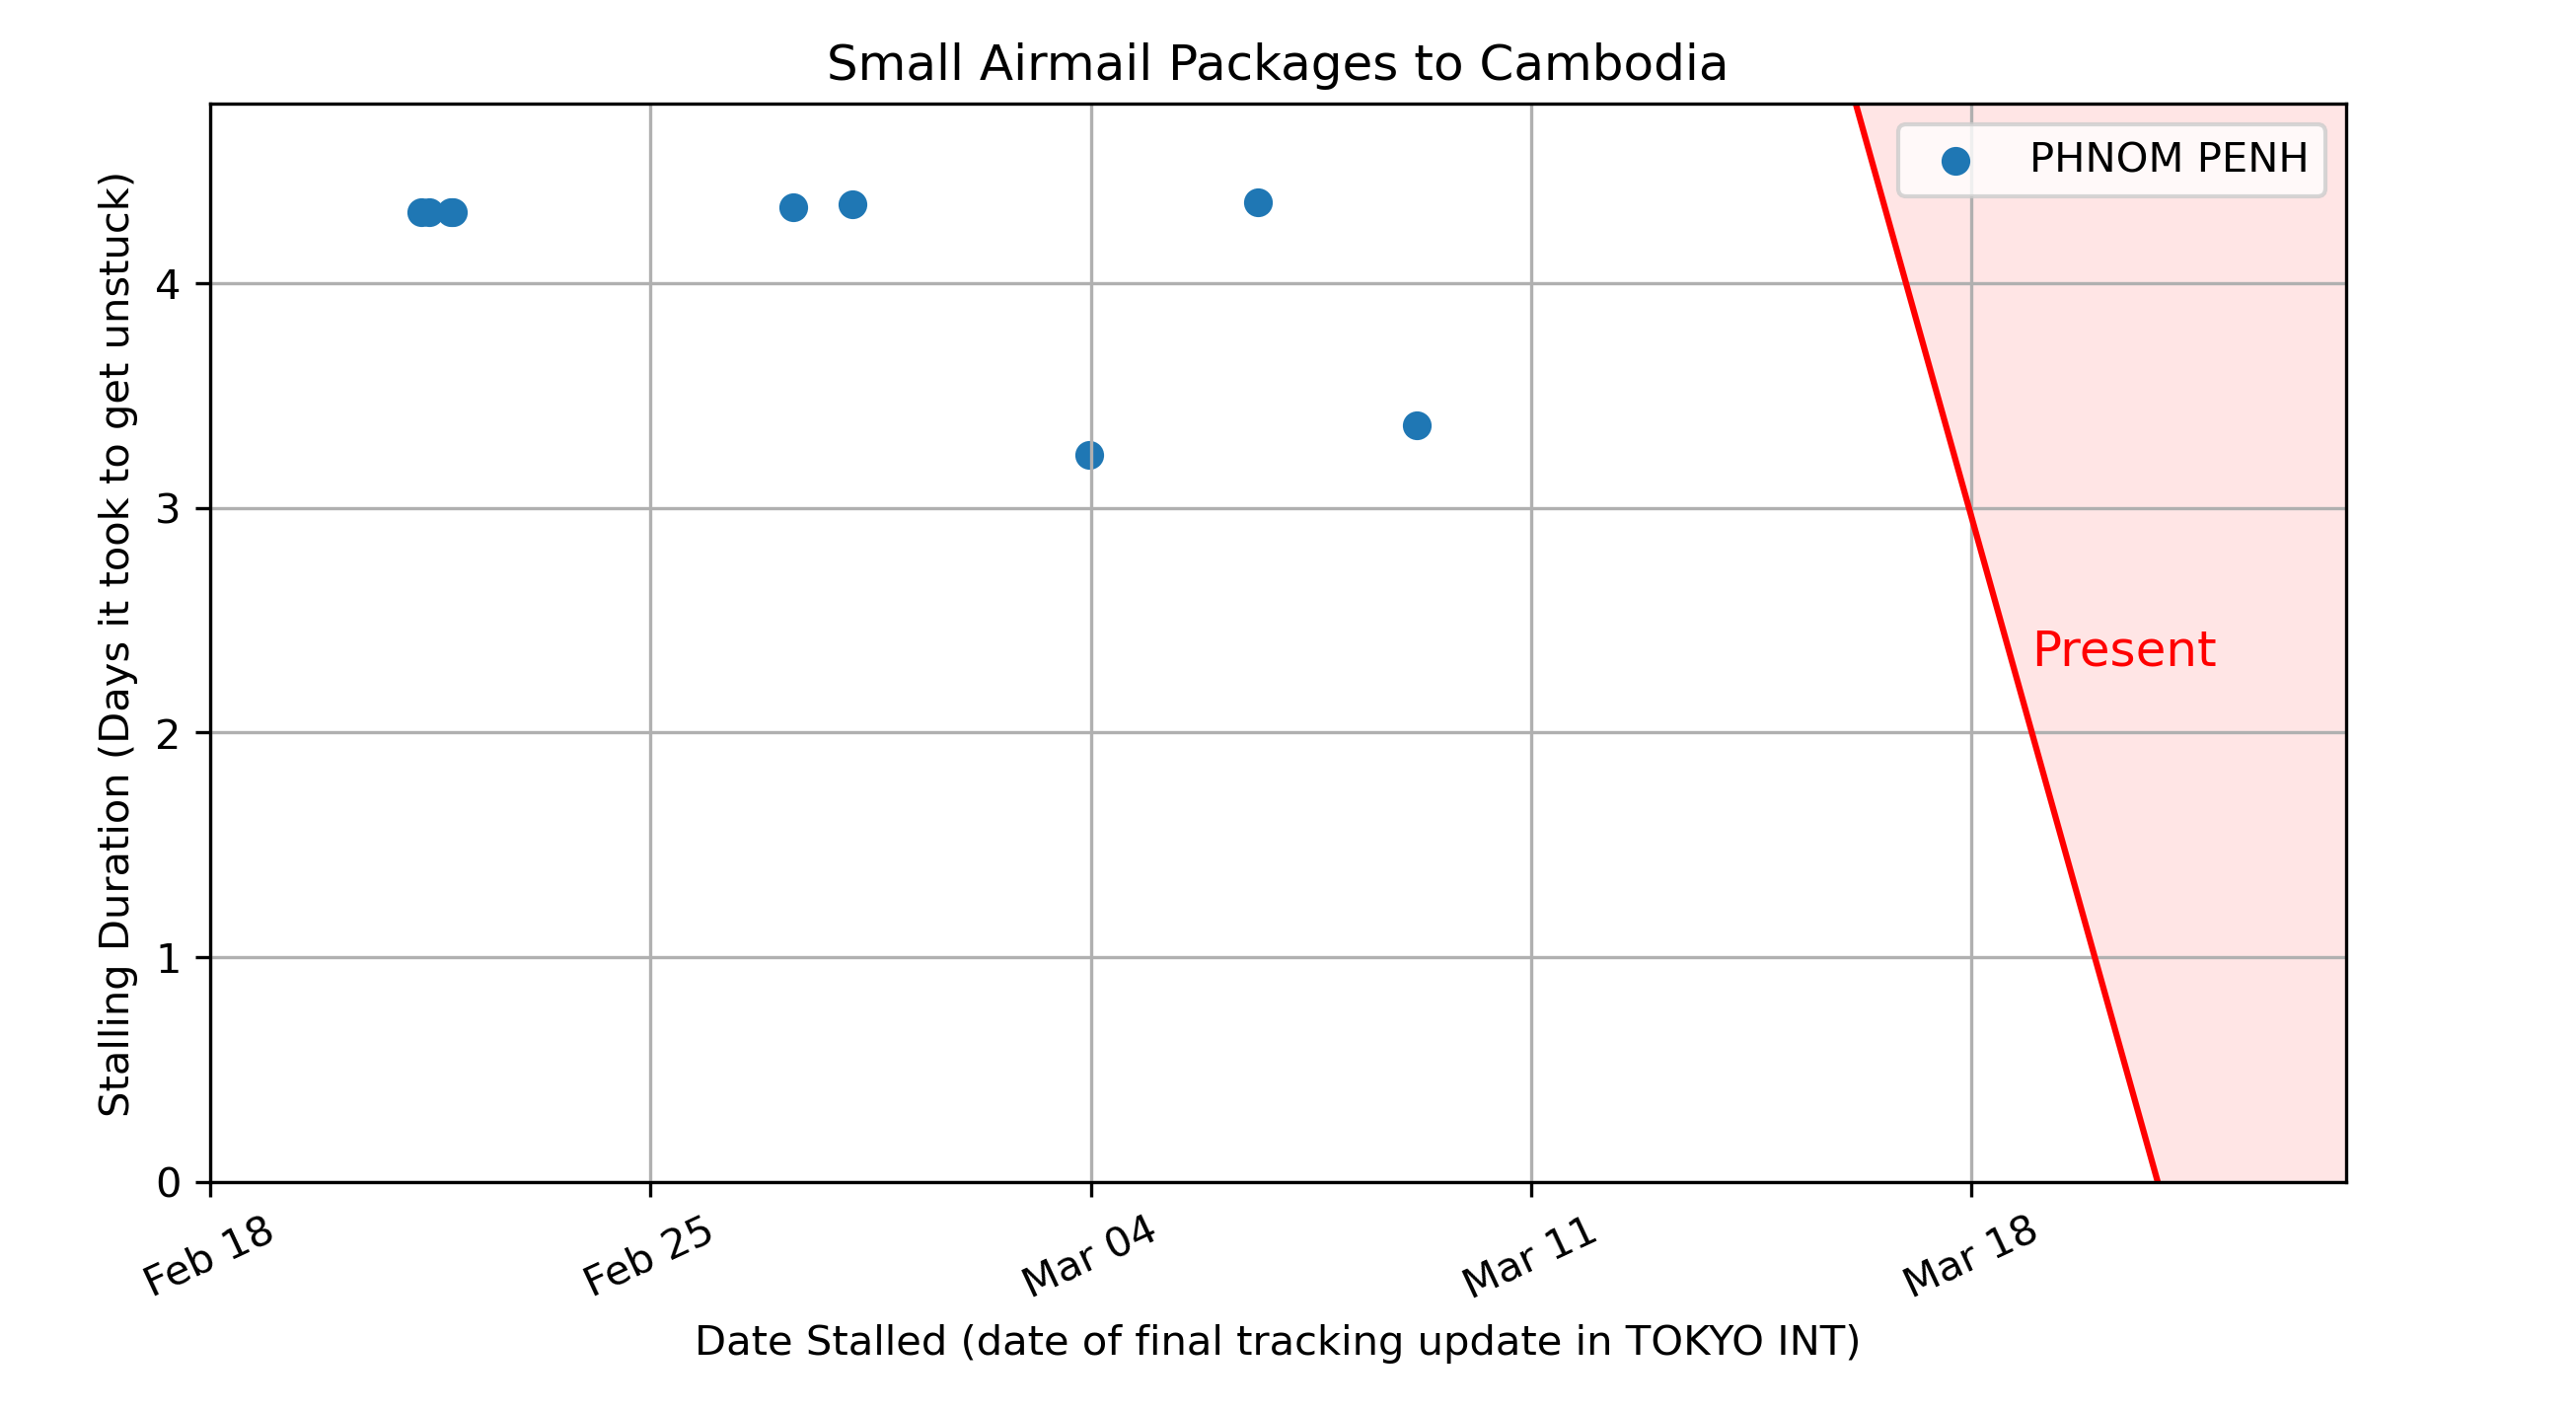 Small Airmail Packages to Cambodia
PHNOM PENH
Stalling Duration (Days it took to get unstuck)
4
3
2
1
0
Present
Feb 18
Feb 25
Mar 04
Mar 11
Mar 18
Date Stalled (date of final tracking update in TOKYO INT)